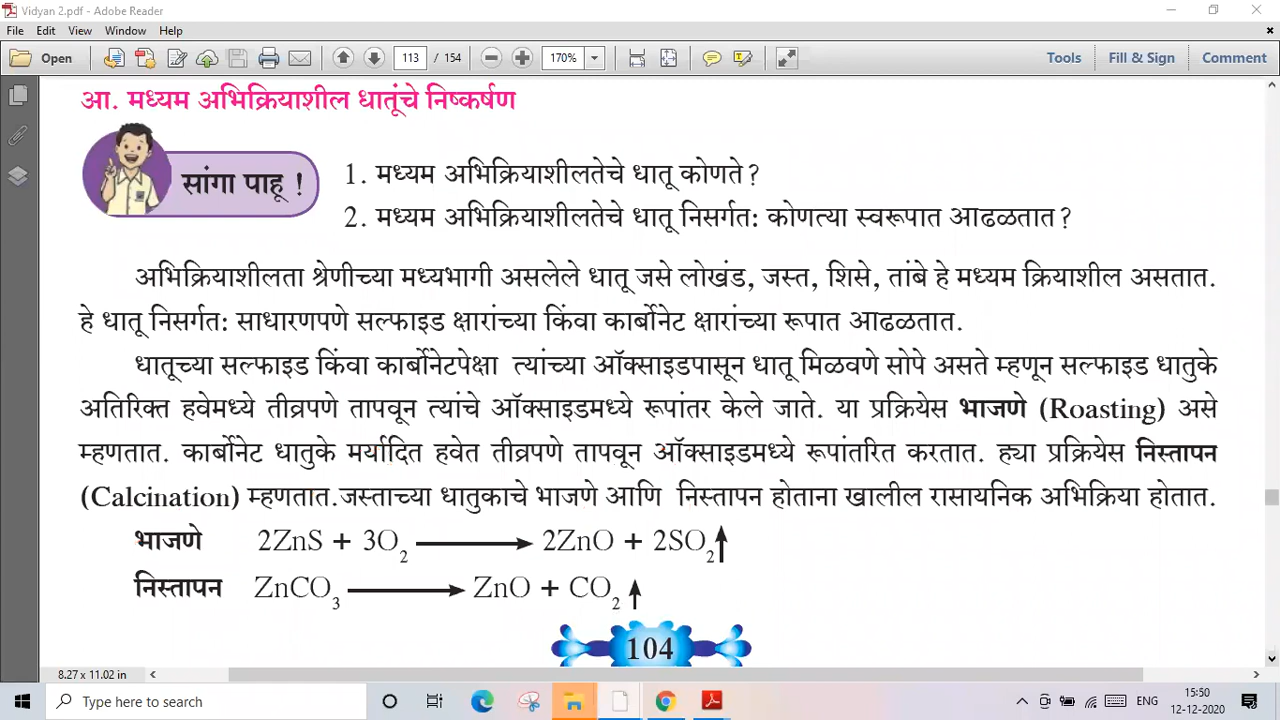 Vidyan 2.pdf - Adobe Reader
File Edit View Window Help
Open 113 / 154 170% Tools Fill & Sign Comment
आ. मध्यम अभिक्रियाशील धातूंचे निष्कर्षण
सांगा पाहू !
1. मध्यम अभिक्रियाशीलतेचे धातू कोणते ?
2. मध्यम अभिक्रियाशीलतेचे धातू निसर्गत: कोणत्या स्वरूपात आढळतात ?
अभिक्रियाशीलता श्रेणीच्या मध्यभागी असलेले धातू जसे लोखंड, जस्त, शिसे, तांबे हे मध्यम क्रियाशील असतात.
हे धातू निसर्गत: साधारणपणे सल्फाइड क्षारांच्या किंवा कार्बोनेट क्षारांच्या रूपात आढळतात.
धातूच्या सल्फाइड किंवा कार्बोनेटपेक्षा त्यांच्या ऑक्साइडपासून धातू मिळवणे सोपे असते म्हणून सल्फाइड धातुके
अतिरिक्त हवेमध्ये तीव्रपणे तापवून त्यांचे ऑक्साइडमध्ये रूपांतर केले जाते. या प्रक्रियेस भाजणे (Roasting) असे
म्हणतात. कार्बोनेट धातुके मर्यादित हवेत तीव्रपणे तापवून ऑक्साइडमध्ये रूपांतरित करतात. ह्या प्रक्रियेस निस्तापन
(Calcination) म्हणतात.जस्ताच्या धातुकाचे भाजणे आणि निस्तापन होताना खालील रासायनिक अभिक्रिया होतात.
भाजणे 2ZnS + 3O₂ ⟶ 2ZnO + 2SO₂↑
निस्तापन ZnCO₃ ⟶ ZnO + CO₂ ↑
104
8.27 x 11.02 in
Type here to search ENG 15:50
12-12-2020